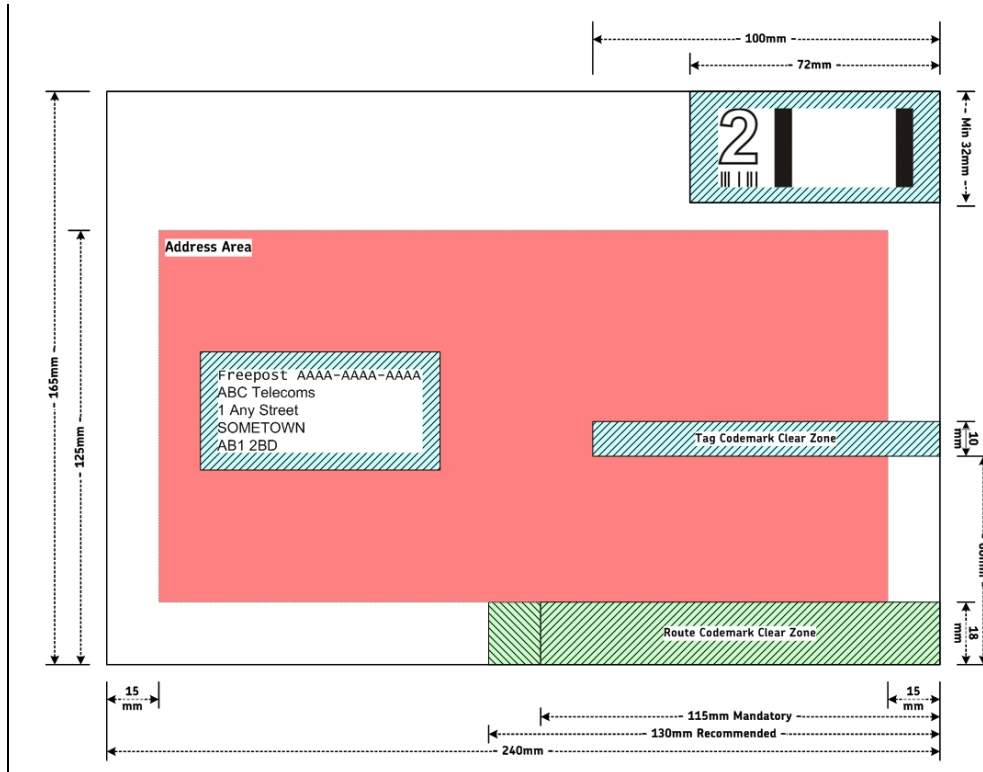 100mm
72mm
2
Min 32mm
165mm
125mm
Address Area
Freepost AAAA-AAAA-AAAA
ABC Telecoms
1 Any Street
SOMETOWN
AB1 2BD
Tag Codemark Clear Zone
10 mm
Route Codemark Clear Zone
18 mm
15 mm
15 mm
115mm Mandatory
130mm Recommended
240mm